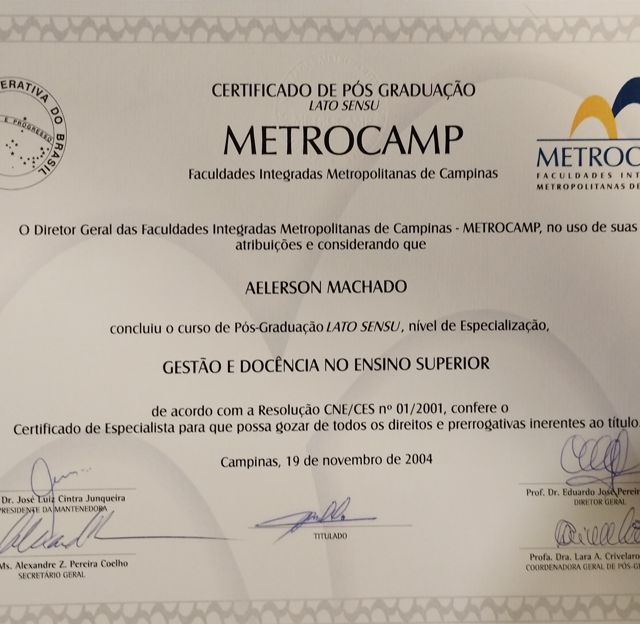 ERATIVA DO BRASIL
E PROGRESSO
CERTIFICADO DE PÓS GRADUAÇÃO
LATO SENSU
METROCAMP
Faculdades Integradas Metropolitanas de Campinas
METROC
FACULDADES INT
METROPOLITANAS DE
O Diretor Geral das Faculdades Integradas Metropolitanas de Campinas - METROCAMP, no uso de suas
atribuições e considerando que
AELERSON MACHADO
concluiu o curso de Pós-Graduação LATO SENSU, nível de Especialização,
GESTÃO E DOCÊNCIA NO ENSINO SUPERIOR
de acordo com a Resolução CNE/CES nº 01/2001, confere o
Certificado de Especialista para que possa gozar de todos os direitos e prerrogativas inerentes ao título.
Campinas, 19 de novembro de 2004
Dr. José Luiz Cintra Junqueira
PRESIDENTE DA MANTENEDORA
Prof. Dr. Eduardo José Pereir
DIRETOR GERAL
TITULADO
Ms. Alexandre Z. Pereira Coelho
SECRETÁRIO GERAL
Profa. Dra. Lara A. Crivelaro
COORDENADORA GERAL DE PÓS-G